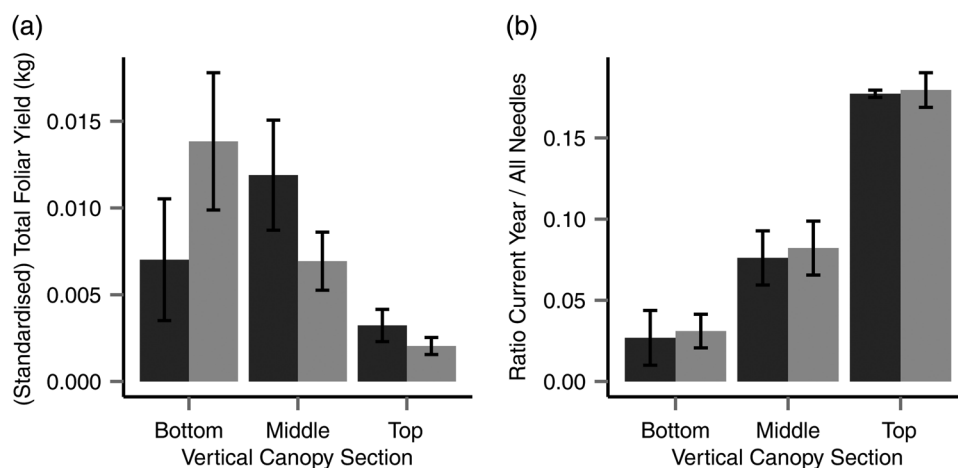 (a)
(Standardised) Total Foliar Yield (kg)
0.015
0.010
0.005
0.000
Bottom Middle Top
Vertical Canopy Section
(b)
Ratio Current Year / All Needles
0.15
0.10
0.05
0.00
Bottom Middle Top
Vertical Canopy Section